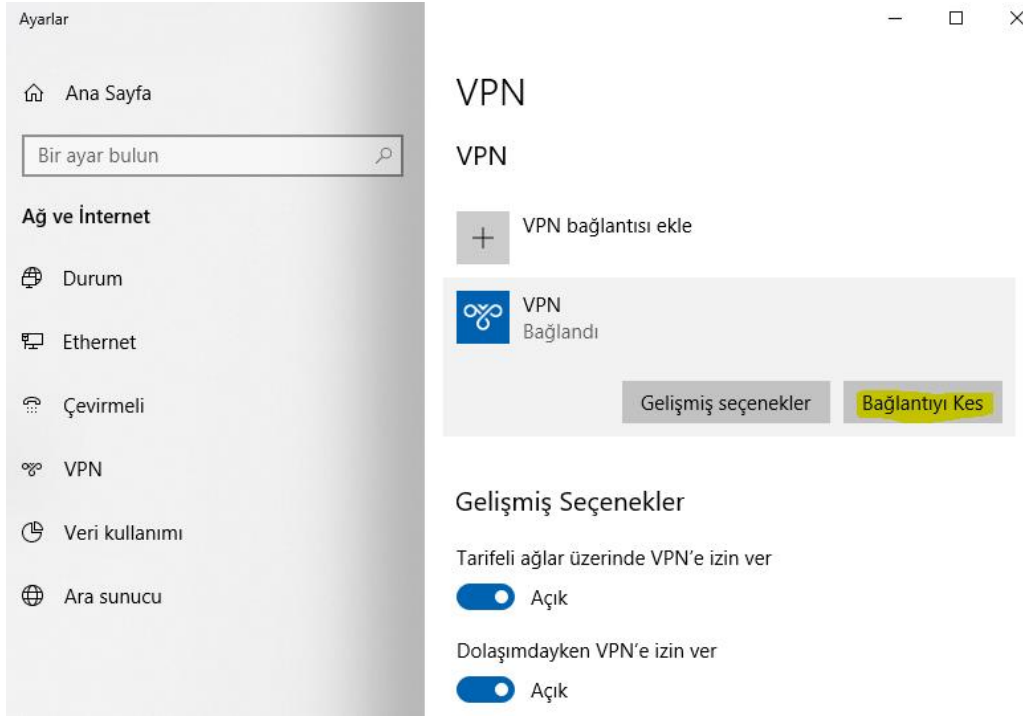 Ayarlar
Ana Sayfa
Bir ayar bulun
Ağ ve İnternet
Durum
Ethernet
Çevirmeli
VPN
Veri kullanımı
Ara sunucu
VPN
VPN
VPN bağlantısı ekle
VPN
Bağlandı
Gelişmiş seçenekler
Bağlantıyı Kes
Gelişmiş Seçenekler
Tarifeli ağlar üzerinde VPN'e izin ver
Açık
Dolaşımdayken VPN'e izin ver
Açık